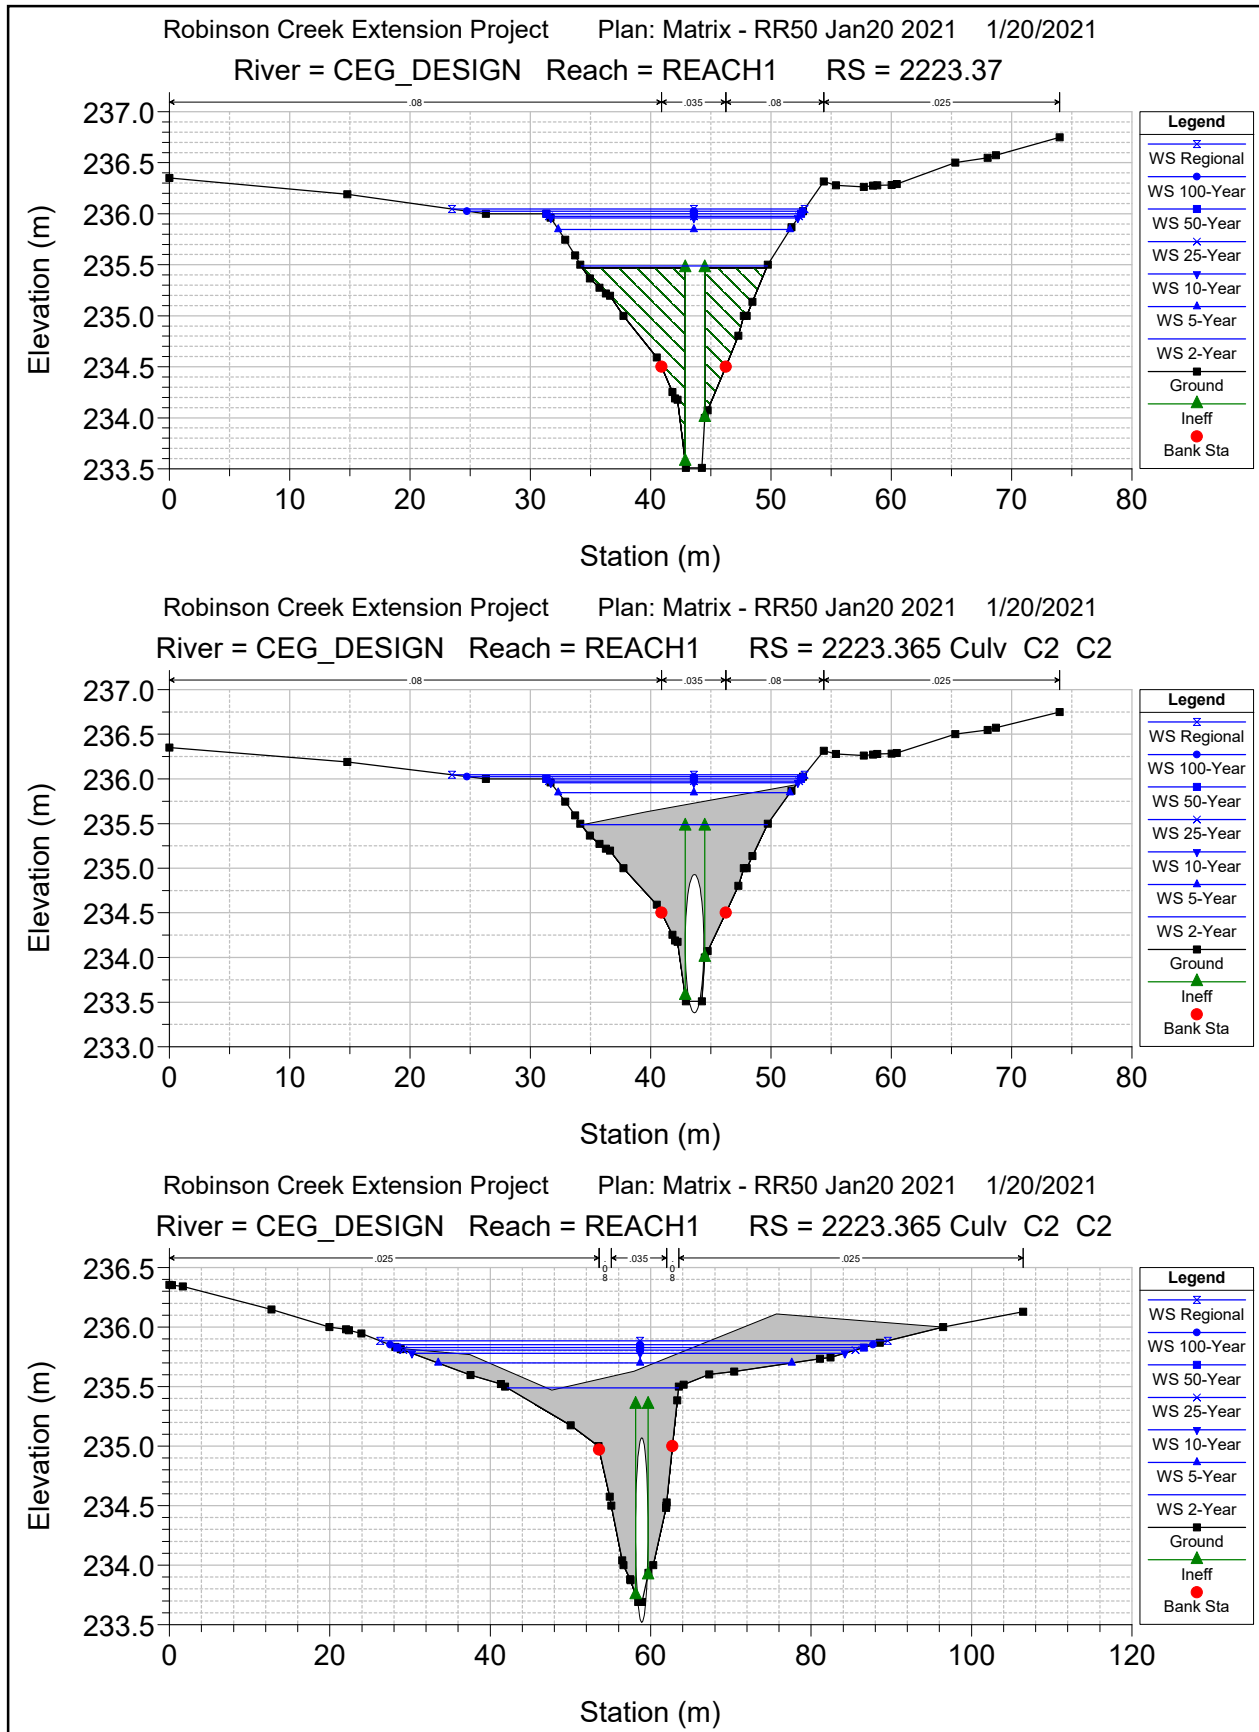 Robinson Creek Extension Project Plan: Matrix - RR50 Jan20 2021 1/20/2021
River = CEG_DESIGN Reach = REACH1 RS = 2223.37
.08 .035 .08 .025
237.0
236.5
236.0
235.5
235.0
234.5
234.0
233.5
Elevation (m)
0 10 20 30 40 50 60 70 80
Station (m)
Legend
WS Regional
WS 100-Year
WS 50-Year
WS 25-Year
WS 10-Year
WS 5-Year
WS 2-Year
Ground
Ineff
Bank Sta
Robinson Creek Extension Project Plan: Matrix - RR50 Jan20 2021 1/20/2021
River = CEG_DESIGN Reach = REACH1 RS = 2223.365 Culv C2 C2
.08 .035 .08 .025
237.0
236.5
236.0
235.5
235.0
234.5
234.0
233.5
233.0
Elevation (m)
0 10 20 30 40 50 60 70 80
Station (m)
Legend
WS Regional
WS 100-Year
WS 50-Year
WS 25-Year
WS 10-Year
WS 5-Year
WS 2-Year
Ground
Ineff
Bank Sta
Robinson Creek Extension Project Plan: Matrix - RR50 Jan20 2021 1/20/2021
River = CEG_DESIGN Reach = REACH1 RS = 2223.365 Culv C2 C2
.025 .08 .035 .08 .025
236.5
236.0
235.5
235.0
234.5
234.0
233.5
Elevation (m)
0 20 40 60 80 100 120
Station (m)
Legend
WS Regional
WS 100-Year
WS 50-Year
WS 25-Year
WS 10-Year
WS 5-Year
WS 2-Year
Ground
Ineff
Bank Sta